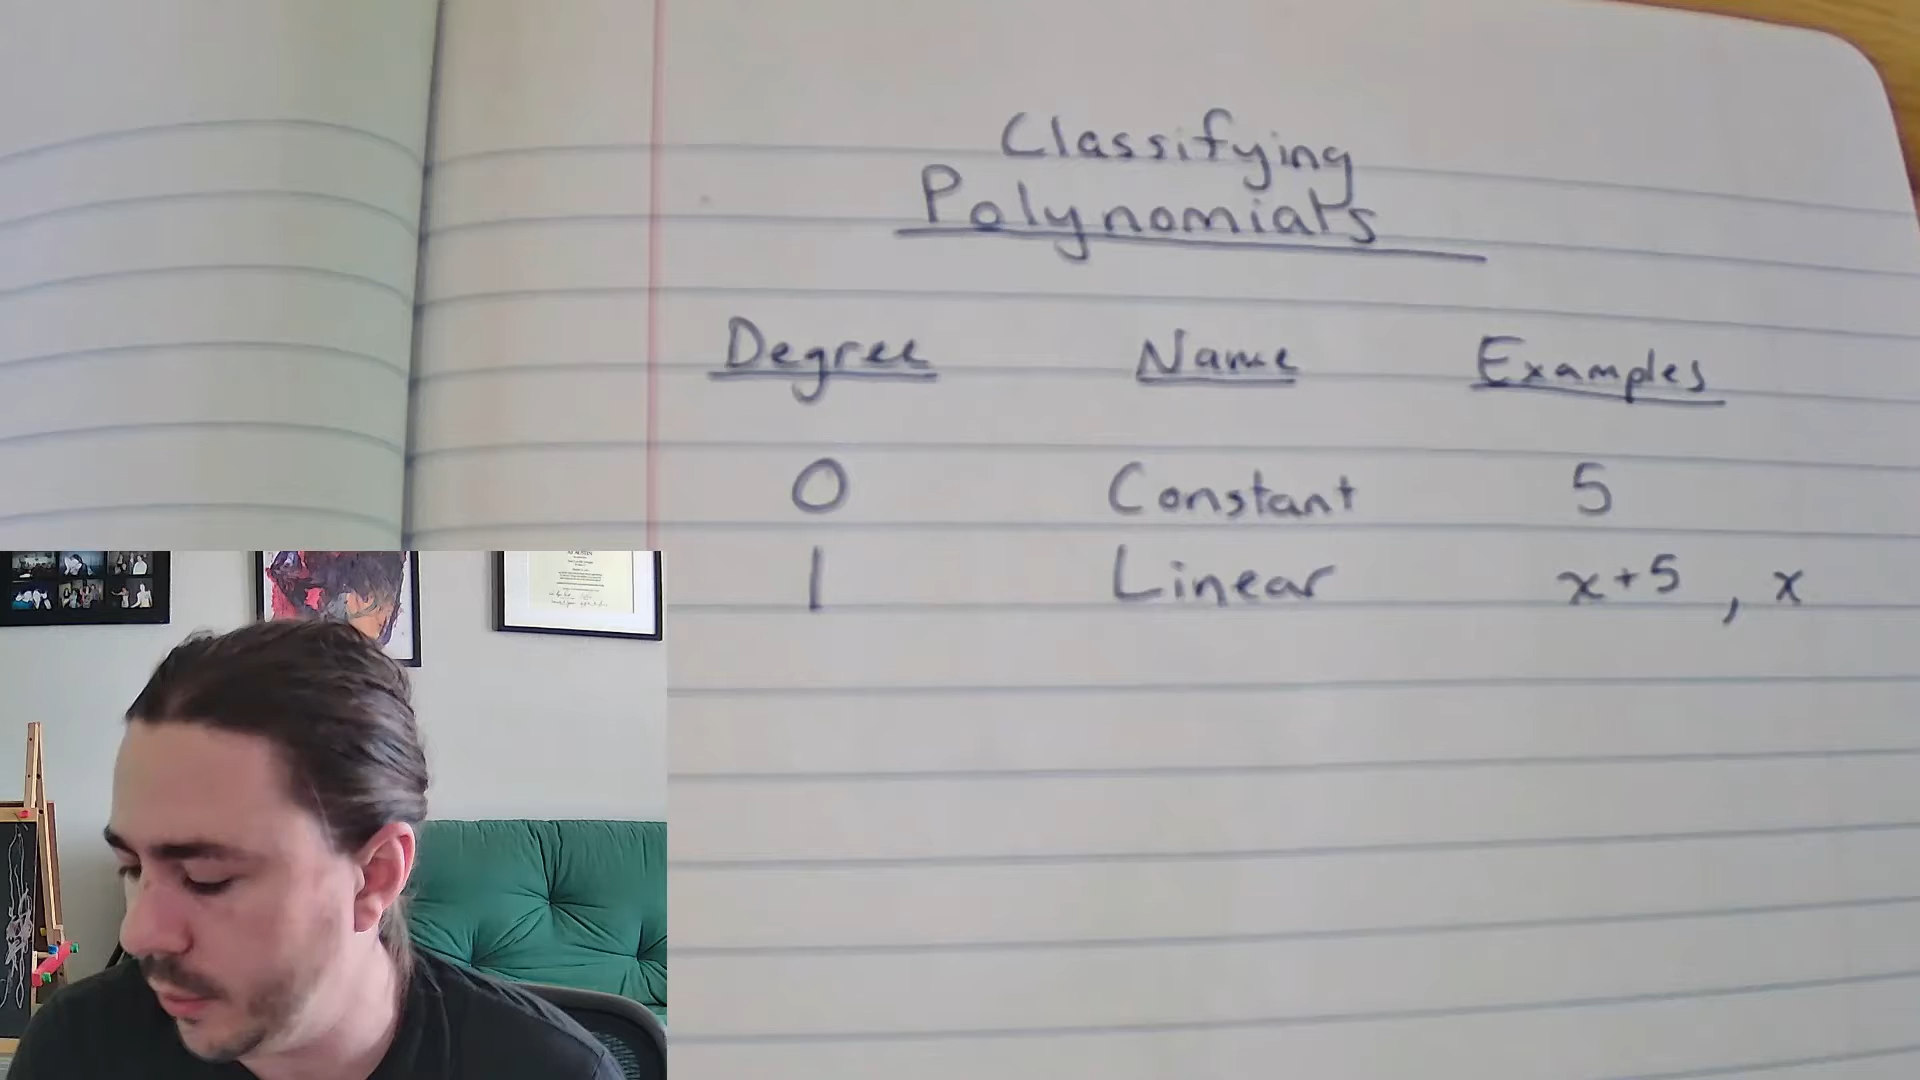 Classifying
Polynomials
Degree Name Examples
0 Constant 5
1 Linear x+5 , x